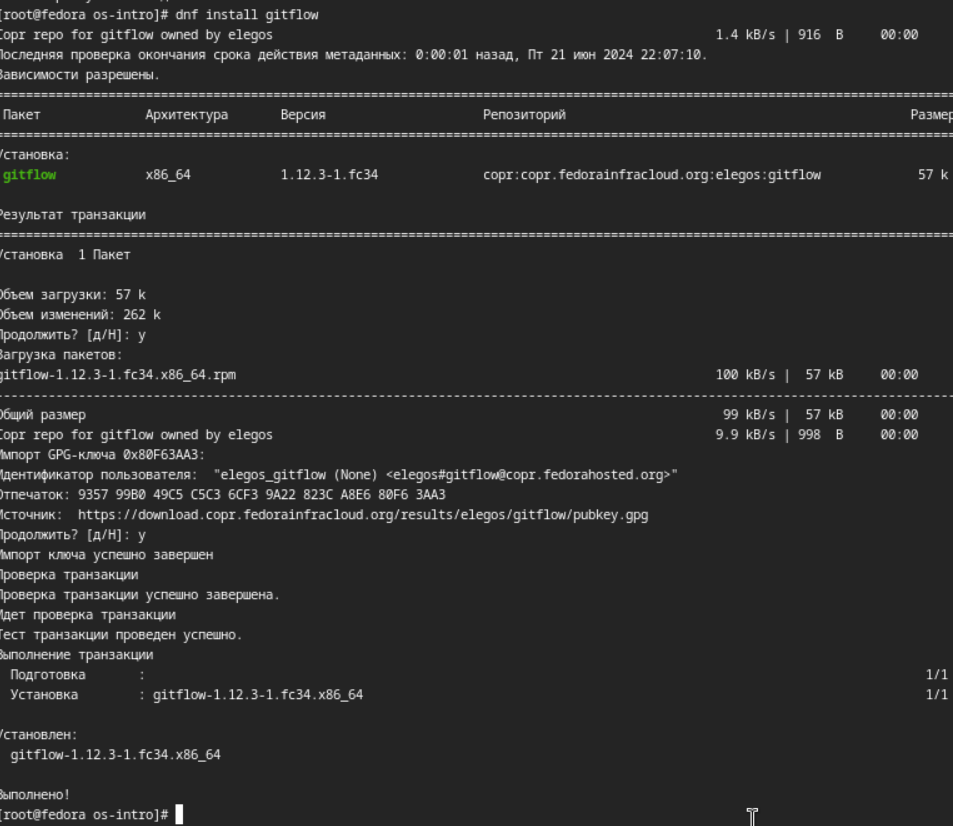 [root@fedora os-intro]# dnf install gitflow
Copr repo for gitflow owned by elegos 1.4 kB/s | 916 B 00:00
Последняя проверка окончания срока действия метаданных: 0:00:01 назад, Пт 21 июн 2024 22:07:10.
Зависимости разрешены.
================================================================================
Пакет Архитектура Версия Репозиторий Размер
================================================================================
Установка:
gitflow x86_64 1.12.3-1.fc34 copr:copr.fedorainfracloud.org:elegos:gitflow 57 k
Результат транзакции
================================================================================
Установка 1 Пакет
Объем загрузки: 57 k
Объем изменений: 262 k
Продолжить? [д/Н]: y
Загрузка пакетов:
gitflow-1.12.3-1.fc34.x86_64.rpm 100 kB/s | 57 kB 00:00
--------------------------------------------------------------------------------
Общий размер 99 kB/s | 57 kB 00:00
Copr repo for gitflow owned by elegos 9.9 kB/s | 998 B 00:00
Импорт GPG-ключа 0x80F63AA3:
Идентификатор пользователя: "elegos_gitflow (None) <elegos#gitflow@copr.fedorahosted.org>"
Отпечаток: 9357 99B0 49C5 C5C3 6CF3 9A22 823C A8E6 80F6 3AA3
Источник: https://download.copr.fedorainfracloud.org/results/elegos/gitflow/pubkey.gpg
Продолжить? [д/Н]: y
Импорт ключа успешно завершен
Проверка транзакции
Проверка транзакции успешно завершена.
Идет проверка транзакции
Тест транзакции проведен успешно.
Выполнение транзакции
Подготовка : 1/1
Установка : gitflow-1.12.3-1.fc34.x86_64 1/1
Установлен:
gitflow-1.12.3-1.fc34.x86_64
Выполнено!
[root@fedora os-intro]#